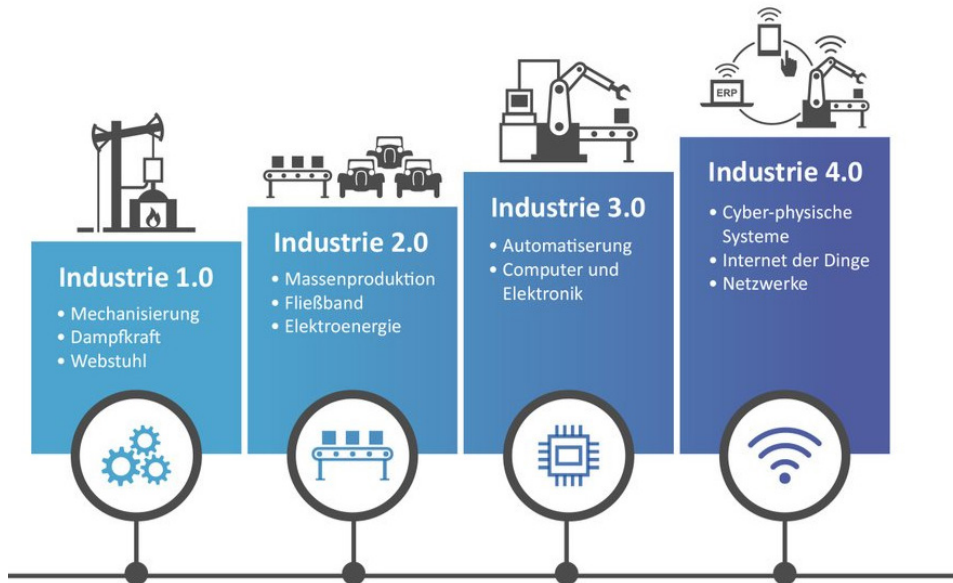 Industrie 1.0
• Mechanisierung
• Dampfkraft
• Webstuhl
Industrie 2.0
• Massenproduktion
• Fließband
• Elektroenergie
Industrie 3.0
• Automatiserung
• Computer und
Elektronik
ERP
Industrie 4.0
• Cyber-physische
Systeme
• Internet der Dinge
• Netzwerke